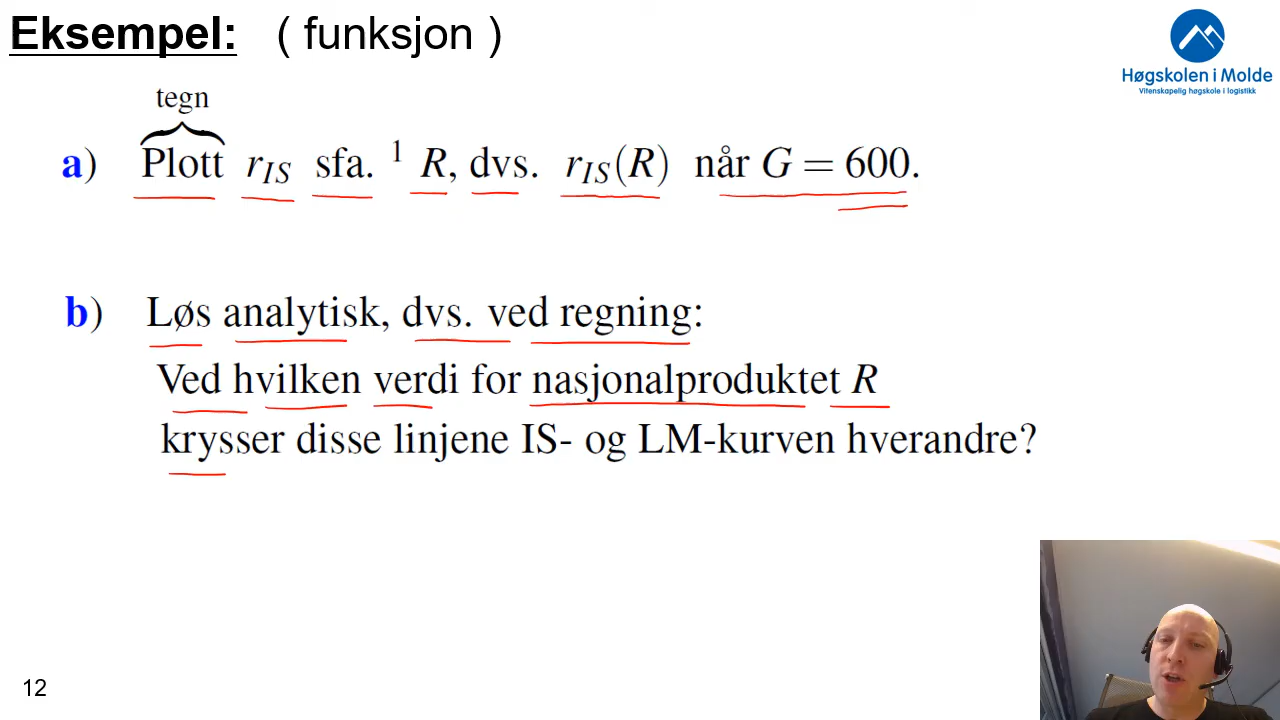 Eksempel: ( funksjon )
Høgskolen i Molde
Vitenskapelig høgskole i logistikk
tegn
a) Plott r_IS sfa. ¹ R, dvs. r_IS(R) når G = 600.
b) Løs analytisk, dvs. ved regning:
Ved hvilken verdi for nasjonalproduktet R
krysser disse linjene IS- og LM-kurven hverandre?
12